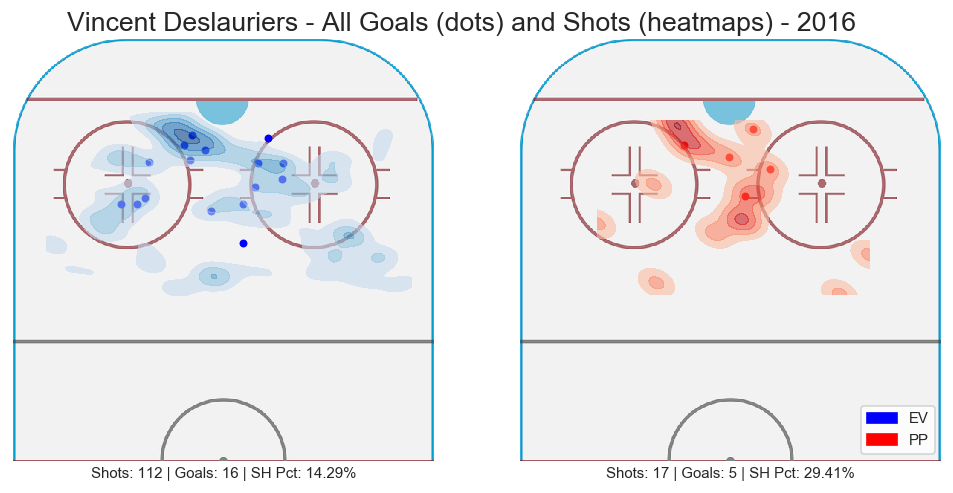 Vincent Deslauriers - All Goals (dots) and Shots (heatmaps) - 2016
EV
PP
Shots: 112 | Goals: 16 | SH Pct: 14.29%
Shots: 17 | Goals: 5 | SH Pct: 29.41%